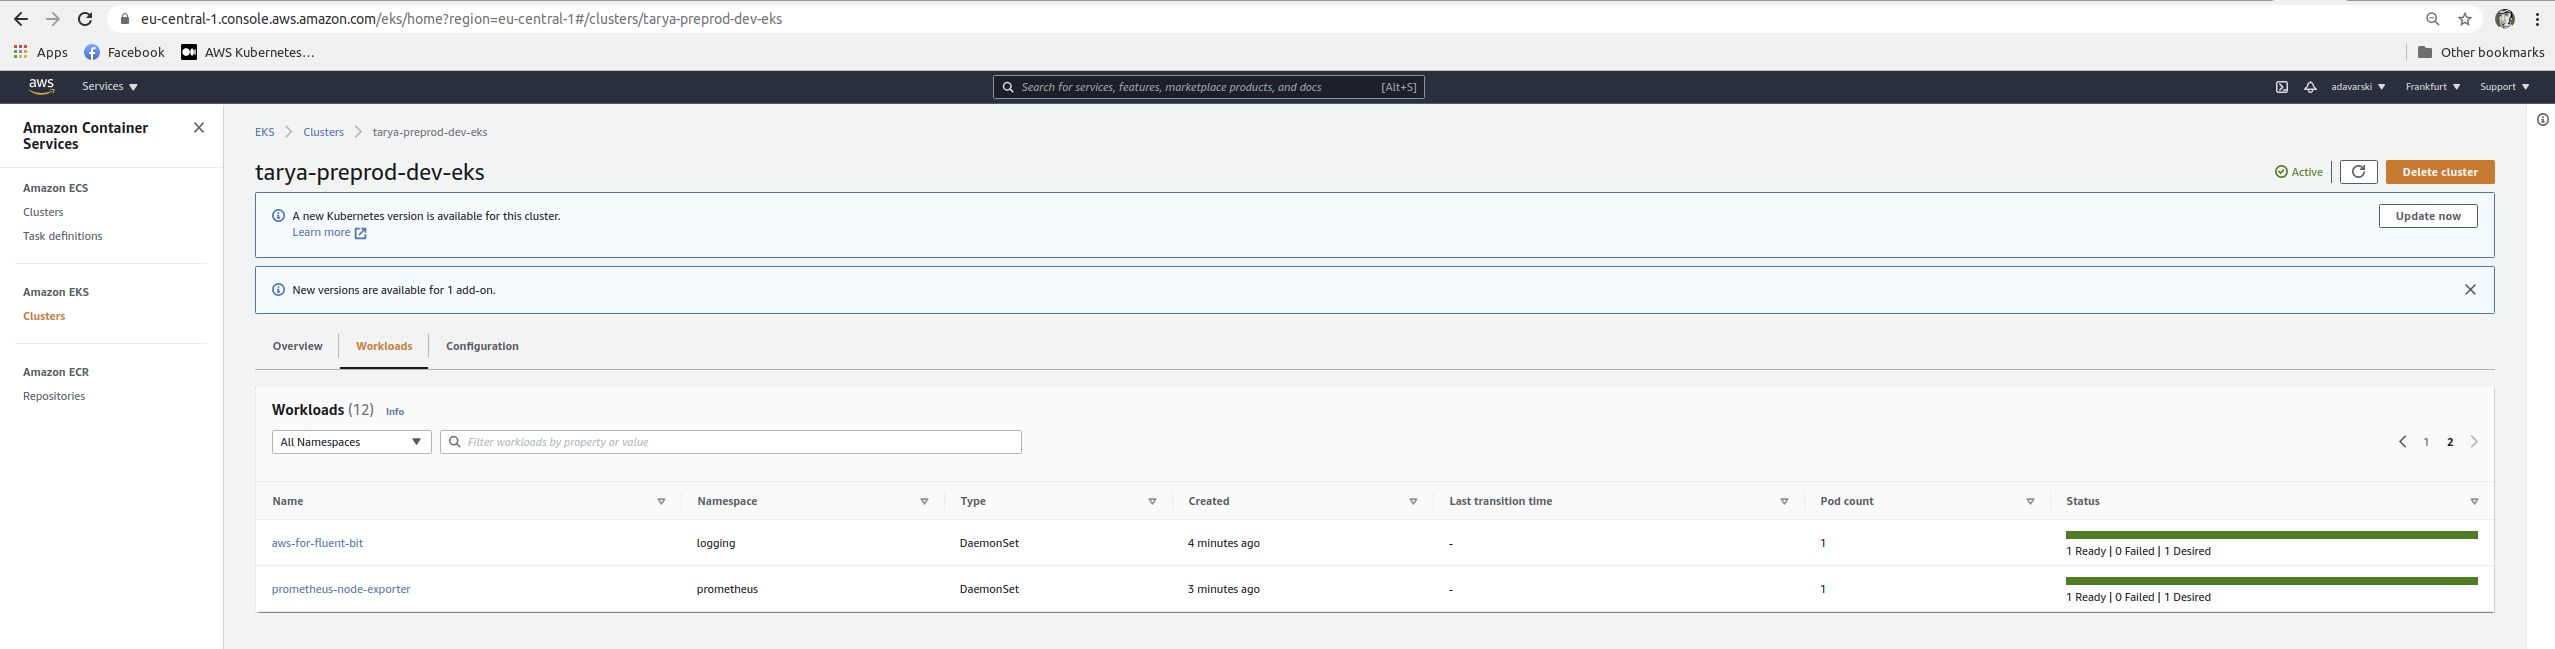 eu-central-1.console.aws.amazon.com/eks/home?region=eu-central-1#/clusters/tarya-preprod-dev-eks
Apps Facebook AWS Kubernetes... Other bookmarks
aws Services Search for services, features, marketplace products, and docs [Alt+S] adavarski Frankfurt Support
Amazon Container
Services
Amazon ECS
Clusters
Task definitions
Amazon EKS
Clusters
Amazon ECR
Repositories
EKS Clusters tarya-preprod-dev-eks
tarya-preprod-dev-eks Active Delete cluster
A new Kubernetes version is available for this cluster. Update now
Learn more
New versions are available for 1 add-on.
Overview Workloads Configuration
Workloads (12) Info
All Namespaces Filter workloads by property or value 1 2
Name Namespace Type Created Last transition time Pod count Status
aws-for-fluent-bit logging DaemonSet 4 minutes ago - 1 1 Ready | 0 Failed | 1 Desired
prometheus-node-exporter prometheus DaemonSet 3 minutes ago - 1 1 Ready | 0 Failed | 1 Desired